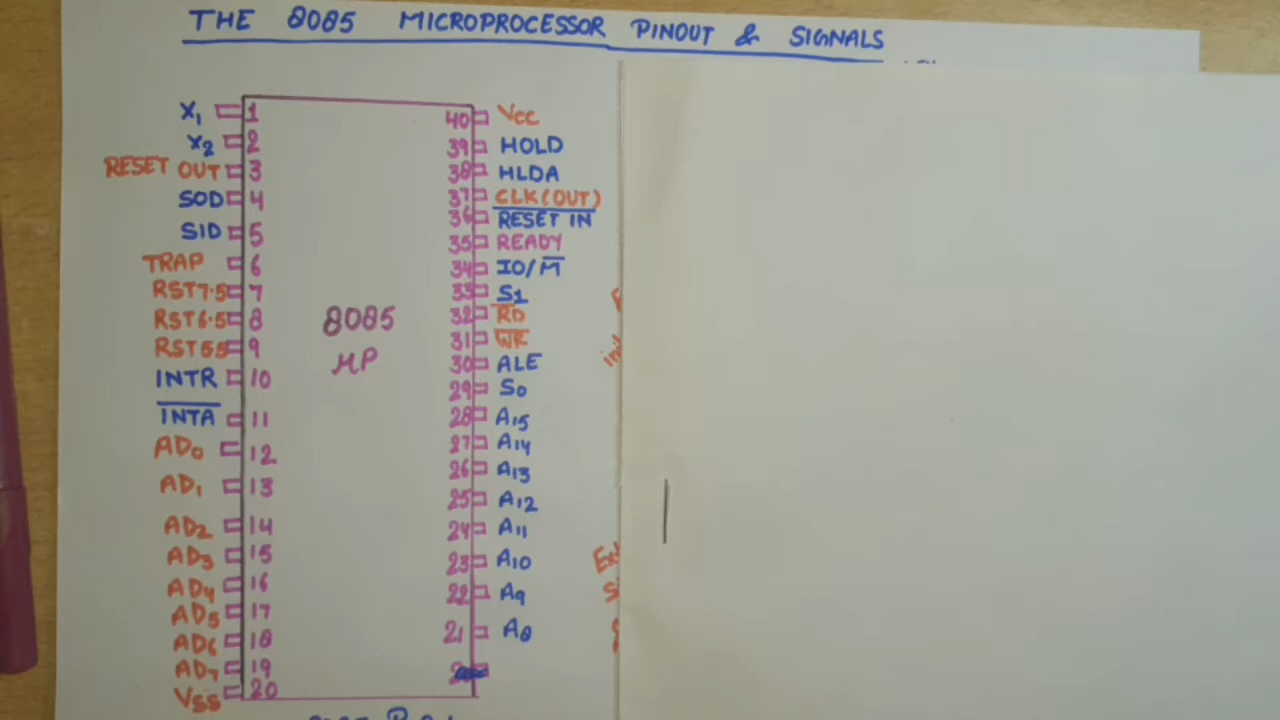 THE 8085 MICROPROCESSOR PINOUT & SIGNALS
X1 1 40 Vcc
X2 2 39 HOLD
RESET OUT 3 38 HLDA
SOD 4 37 CLK(OUT)
SID 5 36 RESET IN
TRAP 6 35 READY
RST7.5 7 34 IO/M̅
RST6.5 8 33 S1
RST5.5 9 32 RD
INTR 10 31 WR
INTA 11 30 ALE
AD0 12 29 S0
AD1 13 28 A15
AD2 14 27 A14
AD3 15 26 A13
AD4 16 25 A12
AD5 17 24 A11
AD6 18 23 A10
AD7 19 22 A9
VSS 20 21 A8
8085
μP